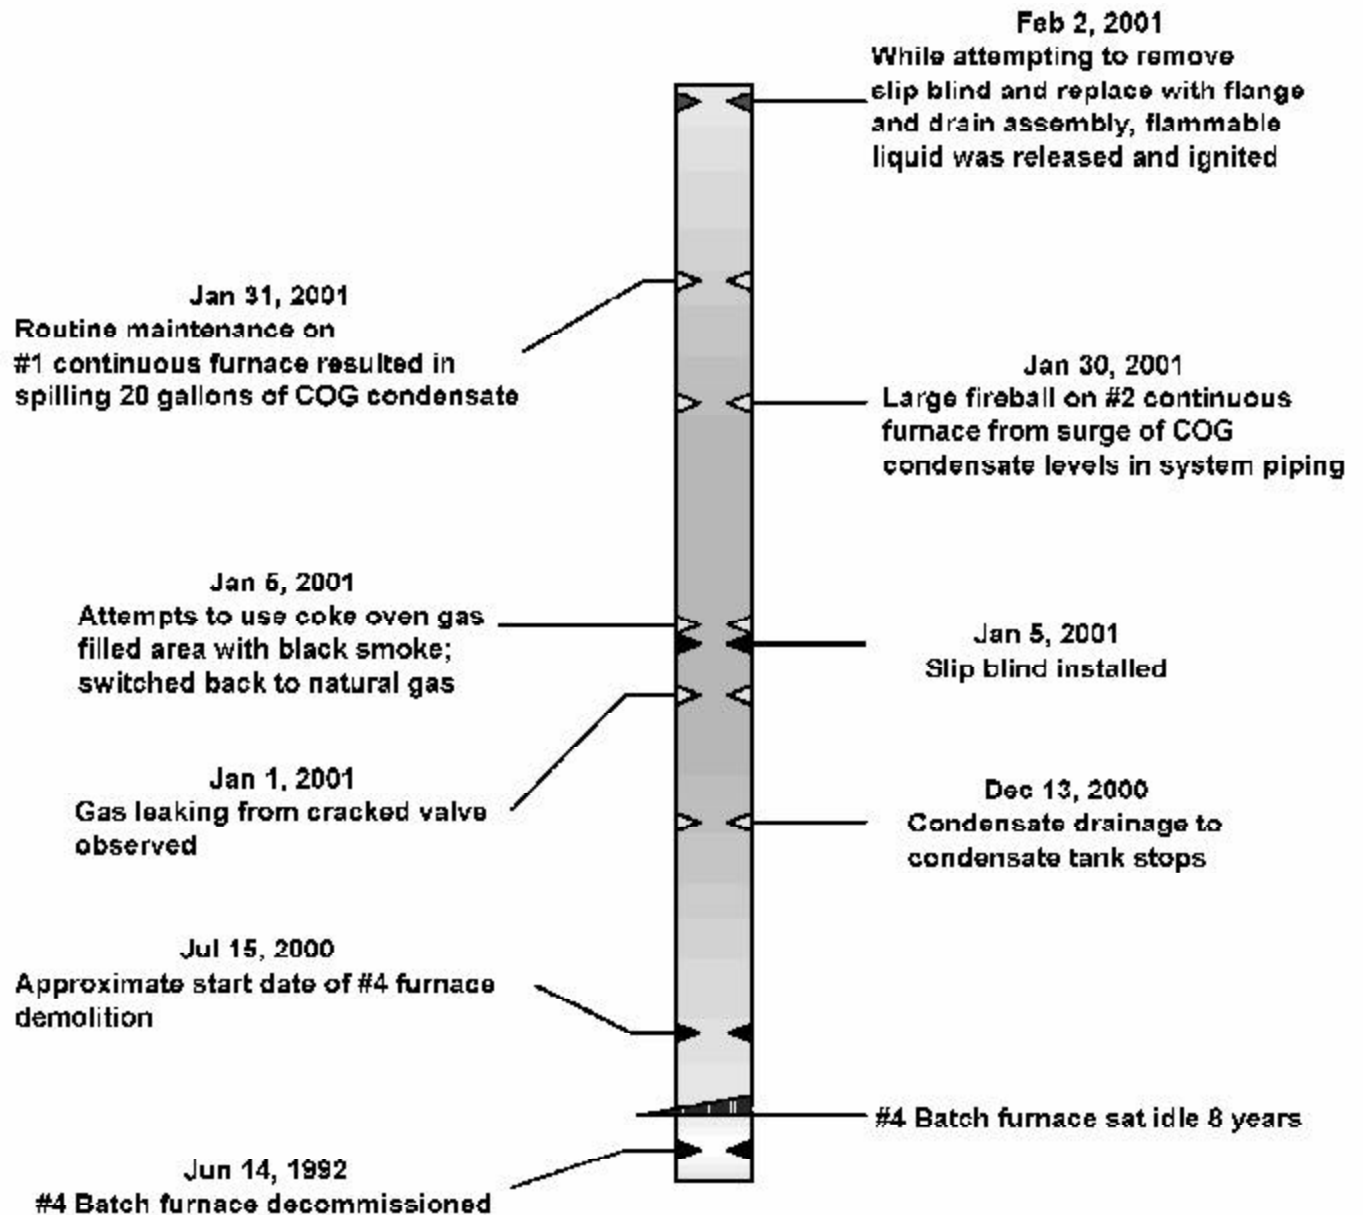 Feb 2, 2001
While attempting to remove
slip blind and replace with flange
and drain assembly, flammable
liquid was released and ignited
Jan 31, 2001
Routine maintenance on
#1 continuous furnace resulted in
spilling 20 gallons of COG condensate
Jan 30, 2001
Large fireball on #2 continuous
furnace from surge of COG
condensate levels in system piping
Jan 6, 2001
Attempts to use coke oven gas
filled area with black smoke;
switched back to natural gas
Jan 5, 2001
Slip blind installed
Jan 1, 2001
Gas leaking from cracked valve
observed
Dec 13, 2000
Condensate drainage to
condensate tank stops
Jul 15, 2000
Approximate start date of #4 furnace
demolition
#4 Batch furnace sat idle 8 years
Jun 14, 1992
#4 Batch furnace decommissioned